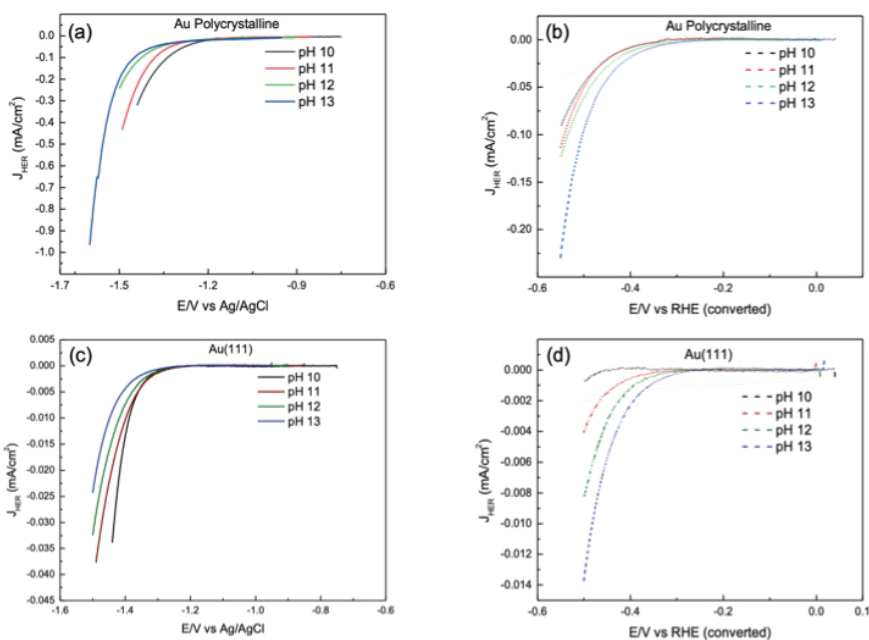 (a)
Au Polycrystalline
0.0
-0.1
-0.2
-0.3
-0.4
-0.5
-0.6
-0.7
-0.8
-0.9
-1.0
J_HER (mA/cm²)
pH 10
pH 11
pH 12
pH 13
-1.7
-1.5
-1.2
-0.9
-0.6
E/V vs Ag/AgCl
(b)
Au Polycrystalline
0.00
-0.05
-0.10
-0.15
-0.20
J_HER (mA/cm²)
pH 10
pH 11
pH 12
pH 13
-0.6
-0.4
-0.2
0.0
0.1
E/V vs RHE (converted)
(c)
Au(111)
0.005
0.000
-0.005
-0.010
-0.015
-0.020
-0.025
-0.030
-0.035
-0.040
-0.045
J_HER (mA/cm²)
pH 10
pH 11
pH 12
pH 13
-1.6
-1.4
-1.2
-1.0
-0.8
-0.6
E/V vs Ag/AgCl
(d)
Au(111)
0.000
-0.002
-0.004
-0.006
-0.008
-0.010
-0.012
-0.014
J_HER (mA/cm²)
pH 10
pH 11
pH 12
pH 13
-0.6
-0.4
-0.2
0.0
0.1
E/V vs RHE (converted)